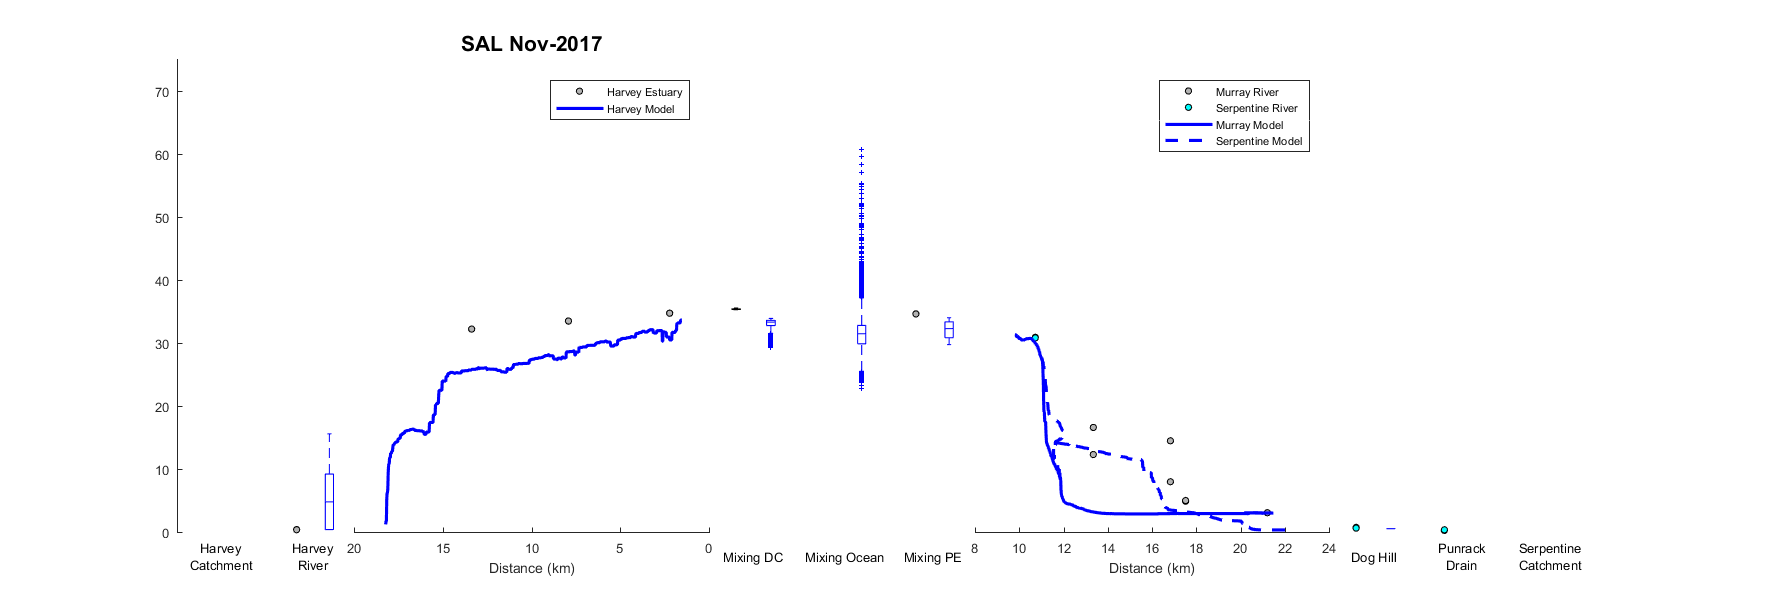 SAL Nov-2017
Harvey Estuary
Harvey Model
Murray River
Serpentine River
Murray Model
Serpentine Model
70
60
50
40
30
20
10
0
20 15 10 5 0
8 10 12 14 16 18 20 22 24
Harvey
Catchment
Harvey
River
Distance (km)
Mixing DC
Mixing Ocean
Mixing PE
Distance (km)
Dog Hill
Punrack
Drain
Serpentine
Catchment